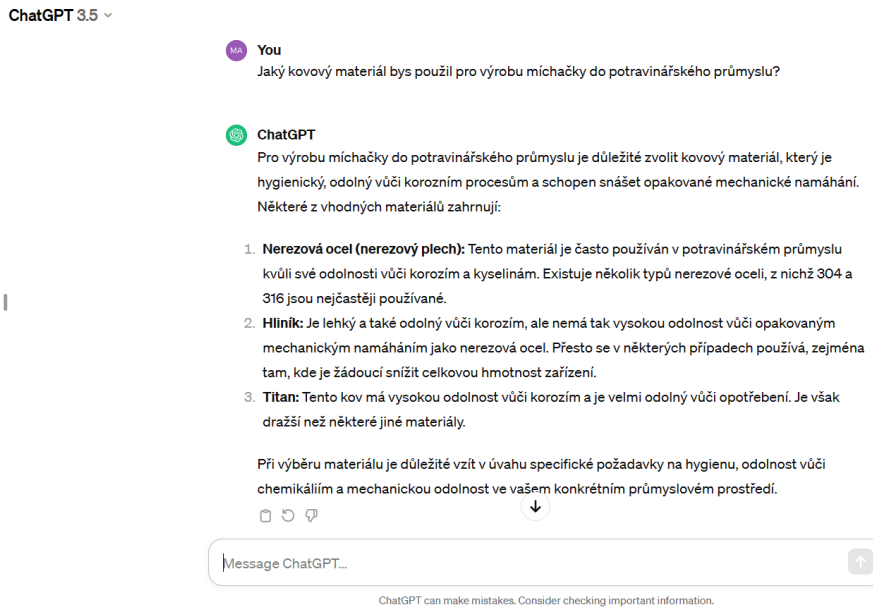 ChatGPT 3.5
MA
You
Jaký kovový materiál bys použil pro výrobu míchačky do potravinářského průmyslu?
ChatGPT
Pro výrobu míchačky do potravinářského průmyslu je důležité zvolit kovový materiál, který je
hygienický, odolný vůči korozním procesům a schopen snášet opakované mechanické namáhání.
Některé z vhodných materiálů zahrnují:
1. Nerezová ocel (nerezový plech): Tento materiál je často používán v potravinářském průmyslu
kvůli své odolnosti vůči korozím a kyselinám. Existuje několik typů nerezové oceli, z nichž 304 a
316 jsou nejčastěji používané.
2. Hliník: Je lehký a také odolný vůči korozím, ale nemá tak vysokou odolnost vůči opakovaným
mechanickým namáháním jako nerezová ocel. Přesto se v některých případech používá, zejména
tam, kde je žádoucí snížit celkovou hmotnost zařízení.
3. Titan: Tento kov má vysokou odolnost vůči korozím a je velmi odolný vůči opotřebení. Je však
dražší než některé jiné materiály.
Při výběru materiálu je důležité vzít v úvahu specifické požadavky na hygienu, odolnost vůči
chemikáliím a mechanickou odolnost ve vašem konkrétním průmyslovém prostředí.
Message ChatGPT...
ChatGPT can make mistakes. Consider checking important information.